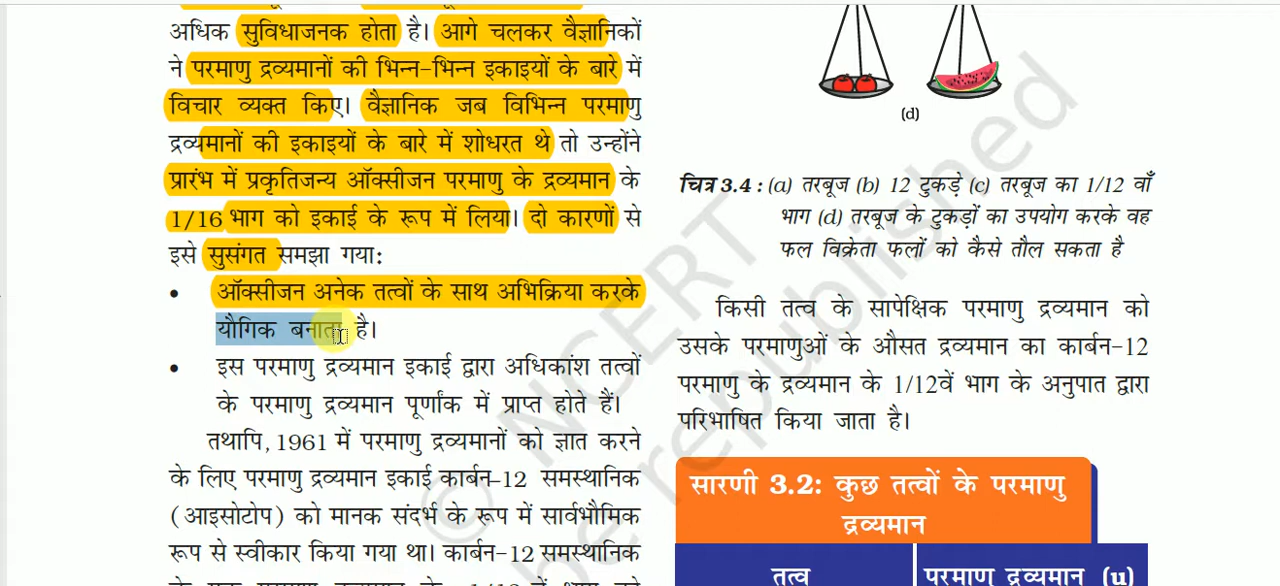 अधिक सुविधाजनक होता है। आगे चलकर वैज्ञानिकों
ने परमाणु द्रव्यमानों की भिन्न-भिन्न इकाइयों के बारे में
विचार व्यक्त किए। वैज्ञानिक जब विभिन्न परमाणु
द्रव्यमानों की इकाइयों के बारे में शोधरत थे तो उन्होंने
प्रारंभ में प्रकृतिजन्य ऑक्सीजन परमाणु के द्रव्यमान के
1/16 भाग को इकाई के रूप में लिया। दो कारणों से
इसे सुसंगत समझा गया:
• ऑक्सीजन अनेक तत्वों के साथ अभिक्रिया करके
यौगिक बनाता है।
• इस परमाणु द्रव्यमान इकाई द्वारा अधिकांश तत्वों
के परमाणु द्रव्यमान पूर्णांक में प्राप्त होते हैं।
तथापि, 1961 में परमाणु द्रव्यमानों को ज्ञात करने
के लिए परमाणु द्रव्यमान इकाई कार्बन-12 समस्थानिक
(आइसोटोप) को मानक संदर्भ के रूप में सार्वभौमिक
रूप से स्वीकार किया गया था। कार्बन-12 समस्थानिक
(d)
चित्र 3.4 : (a) तरबूज (b) 12 टुकड़े (c) तरबूज का 1/12 वाँ
भाग (d) तरबूज के टुकड़ों का उपयोग करके वह
फल विक्रेता फलों को कैसे तौल सकता है
किसी तत्व के सापेक्षिक परमाणु द्रव्यमान को
उसके परमाणुओं के औसत द्रव्यमान का कार्बन-12
परमाणु के द्रव्यमान के 1/12वें भाग के अनुपात द्वारा
परिभाषित किया जाता है।
सारणी 3.2: कुछ तत्वों के परमाणु
द्रव्यमान
तत्व
परमाणु द्रव्यमान (u)
© NCERT
be republished